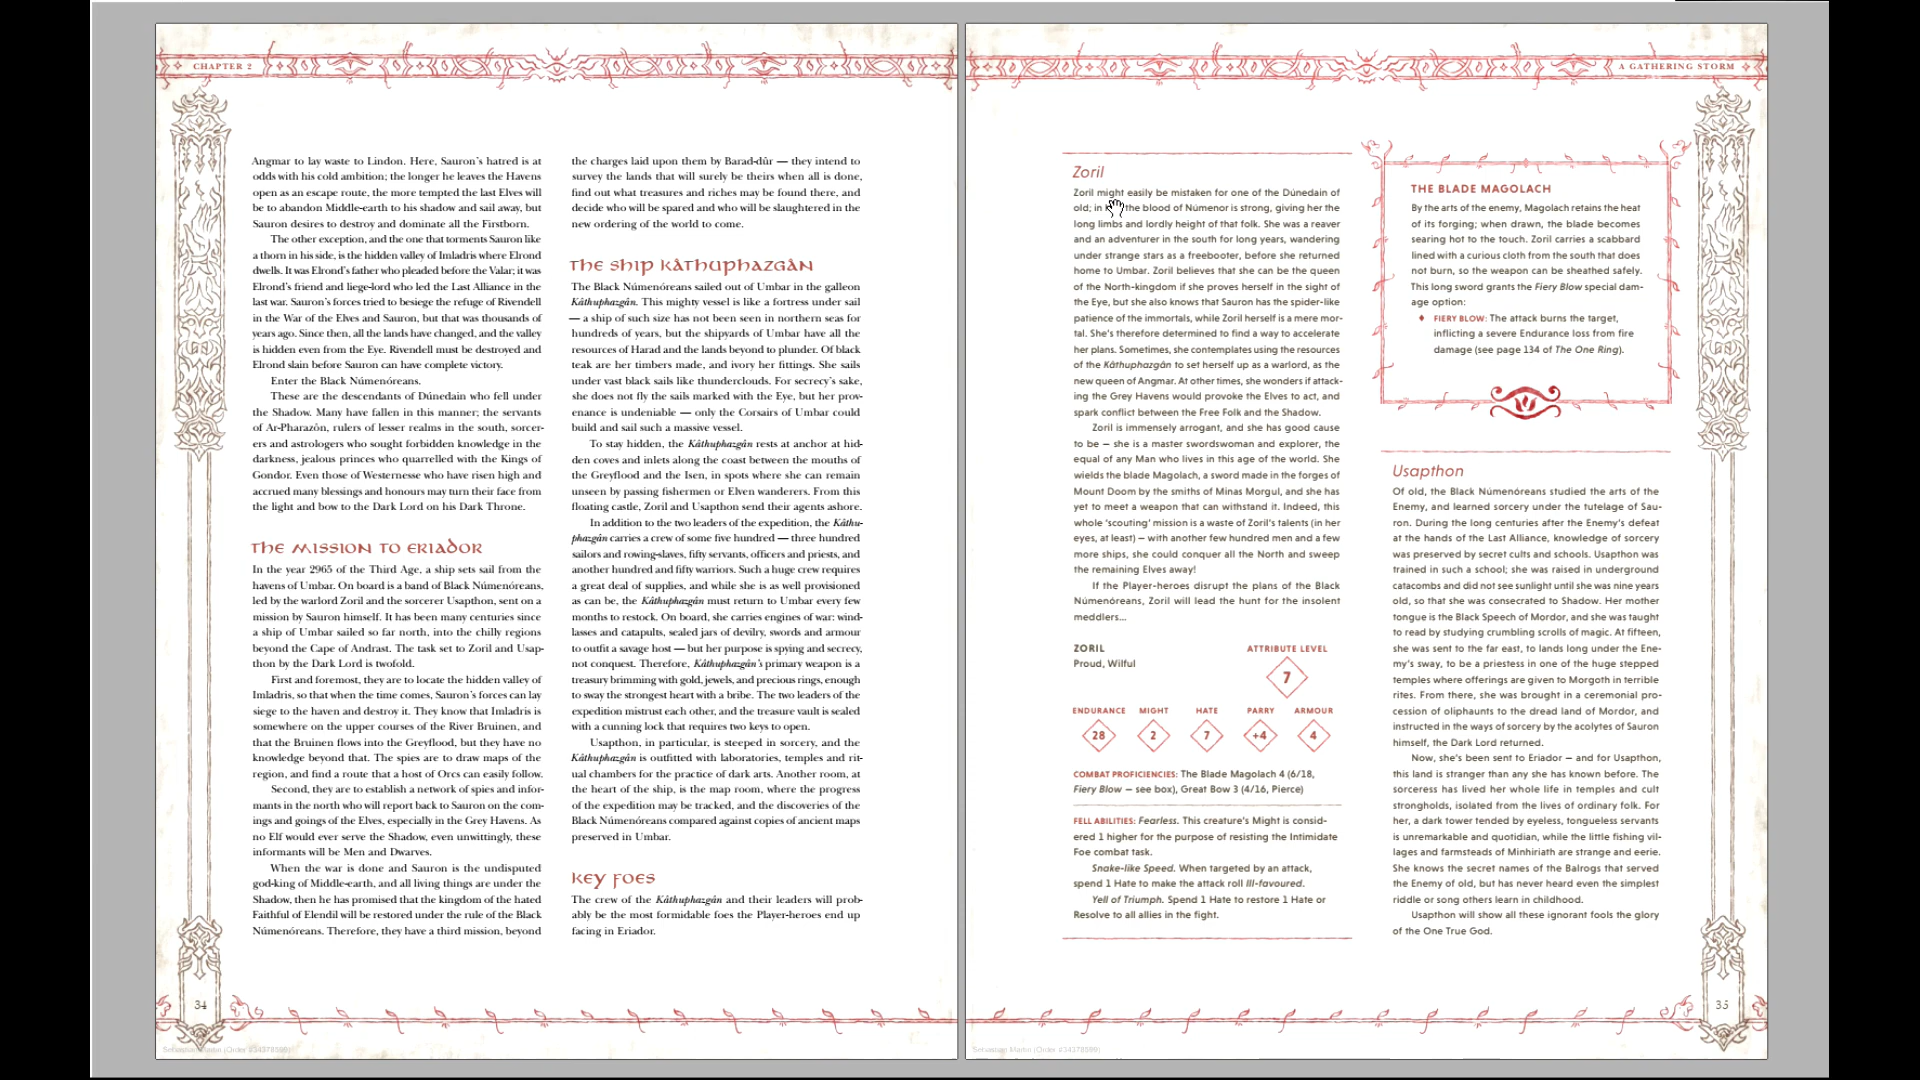 CHAPTER 2
Angmar to lay waste to Lindon. Here, Sauron's hatred is at
odds with his cold ambition; the longer he leaves the Havens
open as an escape route, the more tempted the last Elves will
be to abandon Middle-earth to his shadow and sail away, but
Sauron desires to destroy and dominate all the Firstborn.
The other exception, and the one that torments Sauron like
a thorn in his side, is the hidden valley of Imladris where Elrond
dwells. It was Elrond's father who pleaded before the Valar; it was
Elrond's friend and liege-lord who led the Last Alliance in the
last war. Sauron's forces tried to besiege the refuge of Rivendell
in the War of the Elves and Sauron, but that was thousands of
years ago. Since then, all the lands have changed, and the valley
is hidden even from the Eye. Rivendell must be destroyed and
Elrond slain before Sauron can have complete victory.
Enter the Black Númenóreans.
These are the descendants of Dúnedain who fell under
the Shadow. Many have fallen in this manner; the servants
of Ar-Pharazôn, rulers of lesser realms in the south, sorcer-
ers and astrologers who sought forbidden knowledge in the
darkness, jealous princes who quarrelled with the Kings of
Gondor. Even those of Westernesse who have risen high and
accrued many blessings and honours may turn their face from
the light and bow to the Dark Lord on his Dark Throne.
THE MISSION TO ERIADOR
In the year 2965 of the Third Age, a ship sets sail from the
havens of Umbar. On board is a band of Black Númenóreans,
led by the warlord Zoril and the sorcerer Usapthon, sent on a
mission by Sauron himself. It has been many centuries since
a ship of Umbar sailed so far north, into the chilly regions
beyond the Cape of Andrast. The task set to Zoril and Usap-
thon by the Dark Lord is twofold.
First and foremost, they are to locate the hidden valley of
Imladris, so that when the time comes, Sauron's forces can lay
siege to the haven and destroy it. They know that Imladris is
somewhere on the upper courses of the River Bruinen, and
that the Bruinen flows into the Greyflood, but they have no
knowledge beyond that. The spies are to draw maps of the
region, and find a route that a host of Orcs can easily follow.
Second, they are to establish a network of spies and infor-
mants in the north who will report back to Sauron on the com-
ings and goings of the Elves, especially in the Grey Havens. As
no Elf would ever serve the Shadow, even unwittingly, these
informants will be Men and Dwarves.
When the war is done and Sauron is the undisputed
god-king of Middle-earth, and all living things are under the
Shadow, then he has promised that the kingdom of the hated
Faithful of Elendil will be restored under the rule of the Black
Númenóreans. Therefore, they have a third mission, beyond
the charges laid upon them by Barad-dûr — they intend to
survey the lands that will surely be theirs when all is done,
find out what treasures and riches may be found there, and
decide who will be spared and who will be slaughtered in the
new ordering of the world to come.
THE SHIP KÂTHUPHAZGÂN
The Black Númenóreans sailed out of Umbar in the galleon
Kâthuphazgân. This mighty vessel is like a fortress under sail
— a ship of such size has not been seen in northern seas for
hundreds of years, but the shipyards of Umbar have all the
resources of Harad and the lands beyond to plunder. Of black
teak are her timbers made, and ivory her fittings. She sails
under vast black sails like thunderclouds. For secrecy's sake,
she does not fly the sails marked with the Eye, but her prov-
enance is undeniable — only the Corsairs of Umbar could
build and sail such a massive vessel.
To stay hidden, the Kâthuphazgân rests at anchor at hid-
den coves and inlets along the coast between the mouths of
the Greyflood and the Isen, in spots where she can remain
unseen by passing fishermen or Elven wanderers. From this
floating castle, Zoril and Usapthon send their agents ashore.
In addition to the two leaders of the expedition, the Kâthu-
phazgân carries a crew of some five hundred — three hundred
sailors and rowing-slaves, fifty servants, officers and priests, and
another hundred and fifty warriors. Such a huge crew requires
a great deal of supplies, and while she is as well provisioned
as can be, the Kâthuphazgân must return to Umbar every few
months to restock. On board, she carries engines of war: wind-
lasses and catapults, sealed jars of devilry, swords and armour
to outfit a savage host — but her purpose is spying and secrecy,
not conquest. Therefore, Kâthuphazgân's primary weapon is a
treasury brimming with gold, jewels, and precious rings, enough
to sway the strongest heart with a bribe. The two leaders of the
expedition mistrust each other, and the treasure vault is sealed
with a cunning lock that requires two keys to open.
Usapthon, in particular, is steeped in sorcery, and the
Kâthuphazgân is outfitted with laboratories, temples and rit-
ual chambers for the practice of dark arts. Another room, at
the heart of the ship, is the map room, where the progress
of the expedition may be tracked, and the discoveries of the
Black Númenóreans compared against copies of ancient maps
preserved in Umbar.
KEY FOES
The crew of the Kâthuphazgân and their leaders will prob-
ably be the most formidable foes the Player-heroes end up
facing in Eriador.
34
Sebastian Martin (Order #34378599)
A GATHERING STORM
Zoril
Zoril might easily be mistaken for one of the Dúnedain of
old; in the blood of Númenor is strong, giving her the
long limbs and lordly height of that folk. She was a reaver
and an adventurer in the south for long years, wandering
under strange stars as a freebooter, before she returned
home to Umbar. Zoril believes that she can be the queen
of the North-kingdom if she proves herself in the sight of
the Eye, but she also knows that Sauron has the spider-like
patience of the immortals, while Zoril herself is a mere mor-
tal. She's therefore determined to find a way to accelerate
her plans. Sometimes, she contemplates using the resources
of the Kâthuphazgân to set herself up as a warlord, as the
new queen of Angmar. At other times, she wonders if attack-
ing the Grey Havens would provoke the Elves to act, and
spark conflict between the Free Folk and the Shadow.
Zoril is immensely arrogant, and she has good cause
to be – she is a master swordswoman and explorer, the
equal of any Man who lives in this age of the world. She
wields the blade Magolach, a sword made in the forges of
Mount Doom by the smiths of Minas Morgul, and she has
yet to meet a weapon that can withstand it. Indeed, this
whole 'scouting' mission is a waste of Zoril's talents (in her
eyes, at least) – with another few hundred men and a few
more ships, she could conquer all the North and sweep
the remaining Elves away!
If the Player-heroes disrupt the plans of the Black
Númenóreans, Zoril will lead the hunt for the insolent
meddlers...
ZORIL
Proud, Wilful
ATTRIBUTE LEVEL
7
ENDURANCE MIGHT HATE PARRY ARMOUR
28 2 7 +4 4
COMBAT PROFICIENCIES: The Blade Magolach 4 (6/18,
Fiery Blow – see box), Great Bow 3 (4/16, Pierce)
FELL ABILITIES: Fearless. This creature's Might is consid-
ered 1 higher for the purpose of resisting the Intimidate
Foe combat task.
Snake-like Speed. When targeted by an attack,
spend 1 Hate to make the attack roll Ill-favoured.
Yell of Triumph. Spend 1 Hate to restore 1 Hate or
Resolve to all allies in the fight.
THE BLADE MAGOLACH
By the arts of the enemy, Magolach retains the heat
of its forging; when drawn, the blade becomes
searing hot to the touch. Zoril carries a scabbard
lined with a curious cloth from the south that does
not burn, so the weapon can be sheathed safely.
This long sword grants the Fiery Blow special dam-
age option:
♦ FIERY BLOW: The attack burns the target,
inflicting a severe Endurance loss from fire
damage (see page 134 of The One Ring).
Usapthon
Of old, the Black Númenóreans studied the arts of the
Enemy, and learned sorcery under the tutelage of Sau-
ron. During the long centuries after the Enemy's defeat
at the hands of the Last Alliance, knowledge of sorcery
was preserved by secret cults and schools. Usapthon was
trained in such a school; she was raised in underground
catacombs and did not see sunlight until she was nine years
old, so that she was consecrated to Shadow. Her mother
tongue is the Black Speech of Mordor, and she was taught
to read by studying crumbling scrolls of magic. At fifteen,
she was sent to the far east, to lands long under the Ene-
my's sway, to be a priestess in one of the huge stepped
temples where offerings are given to Morgoth in terrible
rites. From there, she was brought in a ceremonial pro-
cession of oliphaunts to the dread land of Mordor, and
instructed in the ways of sorcery by the acolytes of Sauron
himself, the Dark Lord returned.
Now, she's been sent to Eriador – and for Usapthon,
this land is stranger than any she has known before. The
sorceress has lived her whole life in temples and cult
strongholds, isolated from the lives of ordinary folk. For
her, a dark tower tended by eyeless, tongueless servants
is unremarkable and quotidian, while the little fishing vil-
lages and farmsteads of Minhiriath are strange and eerie.
She knows the secret names of the Balrogs that served
the Enemy of old, but has never heard even the simplest
riddle or song others learn in childhood.
Usapthon will show all these ignorant fools the glory
of the One True God.
35
(Order #34378599)